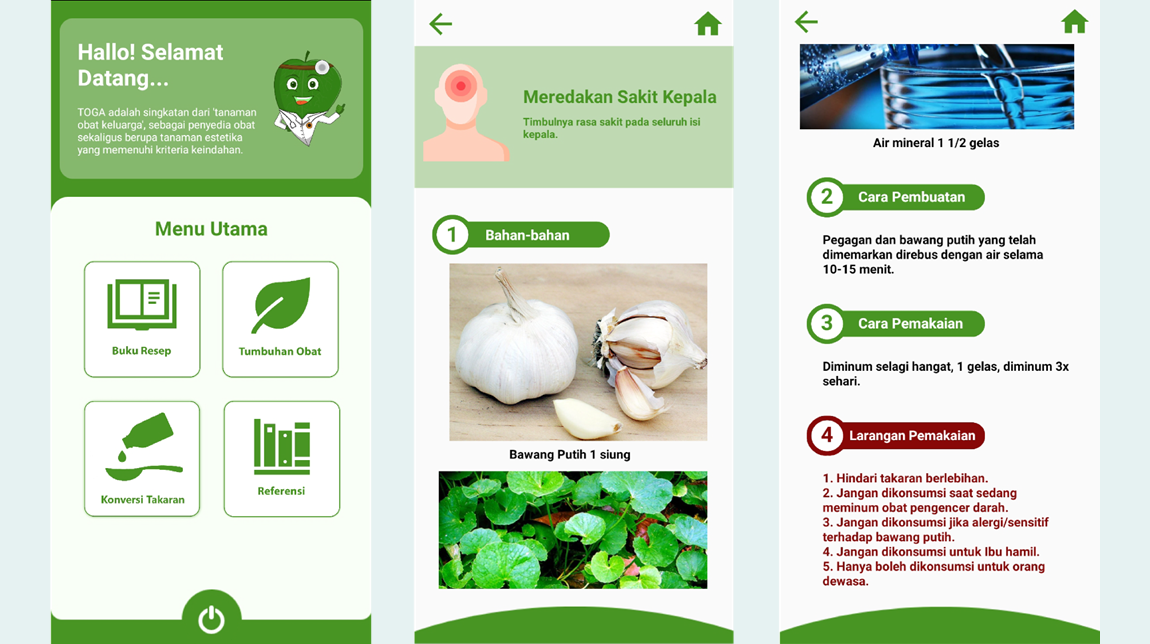 Hallo! Selamat
Datang...
TOGA adalah singkatan dari 'tanaman
obat keluarga', sebagai penyedia obat
sekaligus berupa tanaman estetika
yang memenuhi kriteria keindahan.
Menu Utama
Buku Resep
Tumbuhan Obat
Konversi Takaran
Referensi
Meredakan Sakit Kepala
Timbulnya rasa sakit pada seluruh isi
kepala.
1 Bahan-bahan
Bawang Putih 1 siung
Air mineral 1 1/2 gelas
2 Cara Pembuatan
Pegagan dan bawang putih yang telah
dimemarkan direbus dengan air selama
10-15 menit.
3 Cara Pemakaian
Diminum selagi hangat, 1 gelas, diminum 3x
sehari.
4 Larangan Pemakaian
1. Hindari takaran berlebihan.
2. Jangan dikonsumsi saat sedang
meminum obat pengencer darah.
3. Jangan dikonsumsi jika alergi/sensitif
terhadap bawang putih.
4. Jangan dikonsumsi untuk Ibu hamil.
5. Hanya boleh dikonsumsi untuk orang
dewasa.